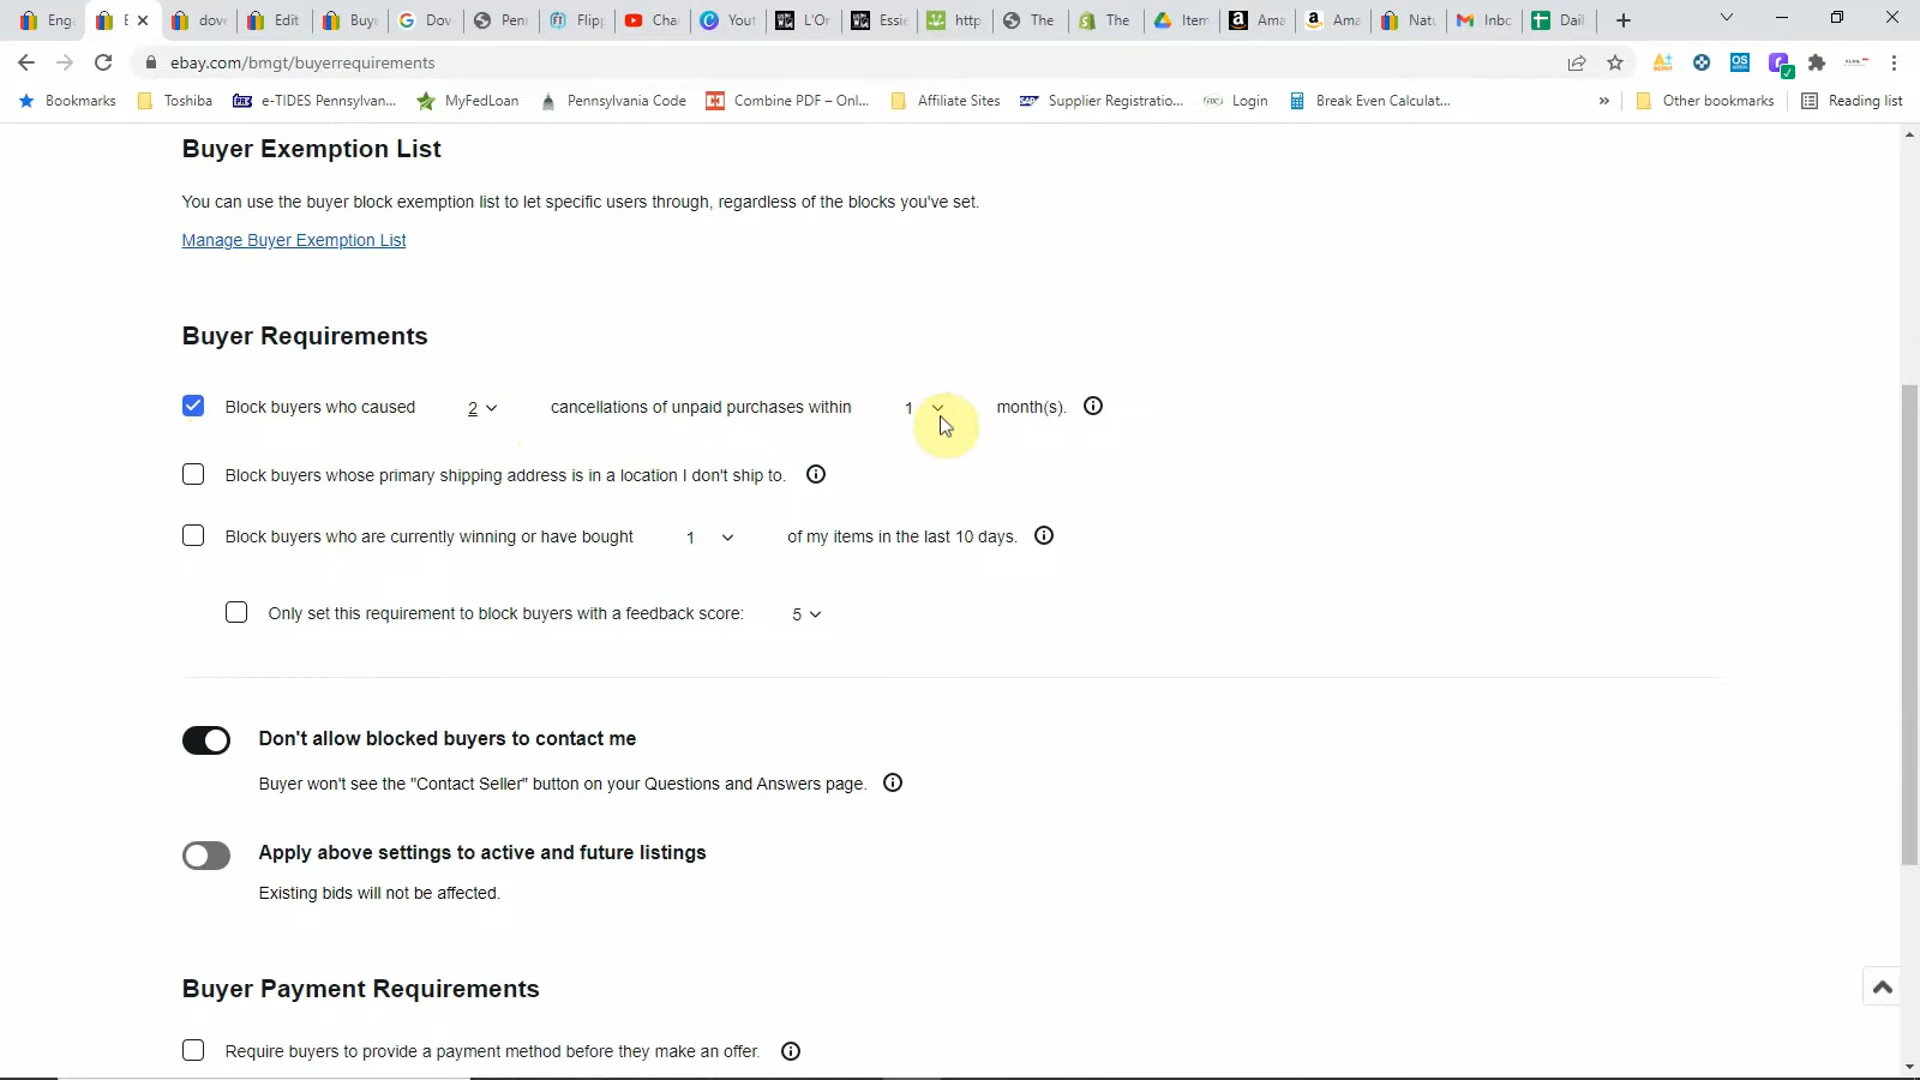 Eng
E
dov
Edit
Buye
Dov
Pen
Flip
Cha
Yout
L'Or
Essie
http
The
The
Item
Ama
Ama
Natu
Inbc
Dail
ebay.com/bmgt/buyerrequirements
Bookmarks
Toshiba
e-TIDES Pennsylvan...
MyFedLoan
Pennsylvania Code
Combine PDF – Onl...
Affiliate Sites
Supplier Registratio...
Login
Break Even Calculat...
»
Other bookmarks
Reading list
Buyer Exemption List
You can use the buyer block exemption list to let specific users through, regardless of the blocks you've set.
Manage Buyer Exemption List
Buyer Requirements
Block buyers who caused 2 cancellations of unpaid purchases within 1 month(s).
Block buyers whose primary shipping address is in a location I don't ship to.
Block buyers who are currently winning or have bought 1 of my items in the last 10 days.
Only set this requirement to block buyers with a feedback score: 5
Don't allow blocked buyers to contact me
Buyer won't see the "Contact Seller" button on your Questions and Answers page.
Apply above settings to active and future listings
Existing bids will not be affected.
Buyer Payment Requirements
Require buyers to provide a payment method before they make an offer.